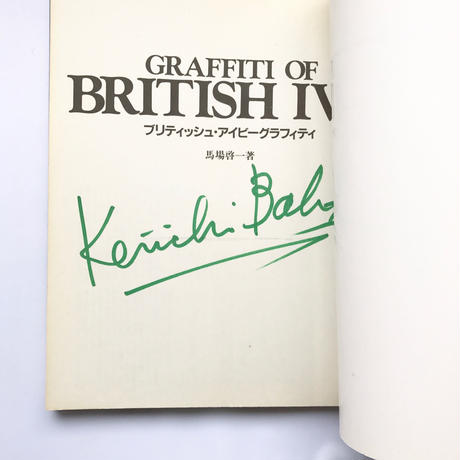 GRAFFITI OF
BRITISH IV
ブリティッシュ・アイビーグラフィティ
馬場啓一著
Keiichi Bab